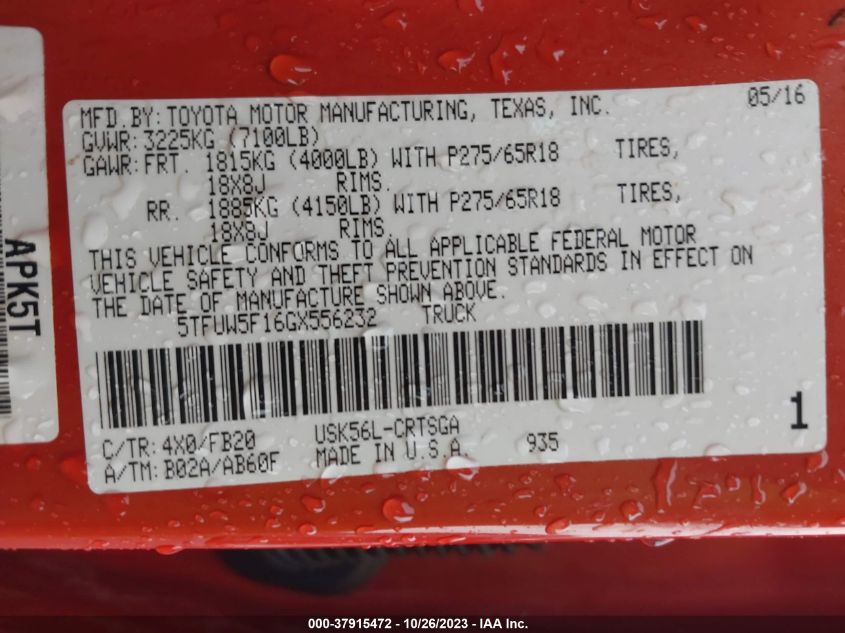 MFD.BY: TOYOTA MOTOR MANUFACTURING, TEXAS, INC. 05/16
GVWR: 3225KG (7100LB)
GAWR: FRT. 1815KG (4000LB) WITH P275/65R18 TIRES,
18X8J RIMS.
RR. 1885KG (4150LB) WITH P275/65R18 TIRES,
18X8J RIMS.
THIS VEHICLE CONFORMS TO ALL APPLICABLE FEDERAL MOTOR
VEHICLE SAFETY AND THEFT PREVENTION STANDARDS IN EFFECT ON
THE DATE OF MANUFACTURE SHOWN ABOVE.
5TFUW5F16GX556232 TRUCK
C/TR: 4X0/FB20 USK56L-CRTSGA
A/TM: B02A/AB60F MADE IN U.S.A. 935
1
APK5T
000-37915472 - 10/26/2023 - IAA Inc.